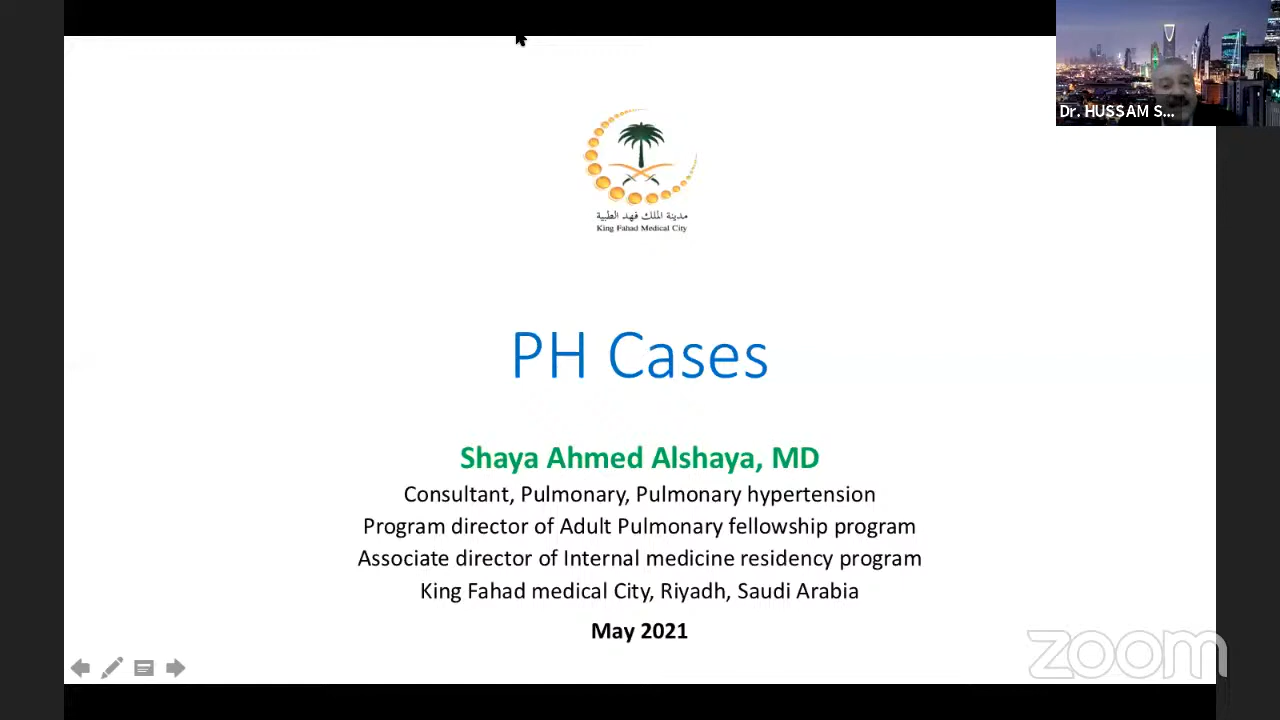 Dr. HUSSAM S...
مدينة الملك فهد الطبية
King Fahad Medical City
PH Cases
Shaya Ahmed Alshaya, MD
Consultant, Pulmonary, Pulmonary hypertension
Program director of Adult Pulmonary fellowship program
Associate director of Internal medicine residency program
King Fahad medical City, Riyadh, Saudi Arabia
May 2021
zoom